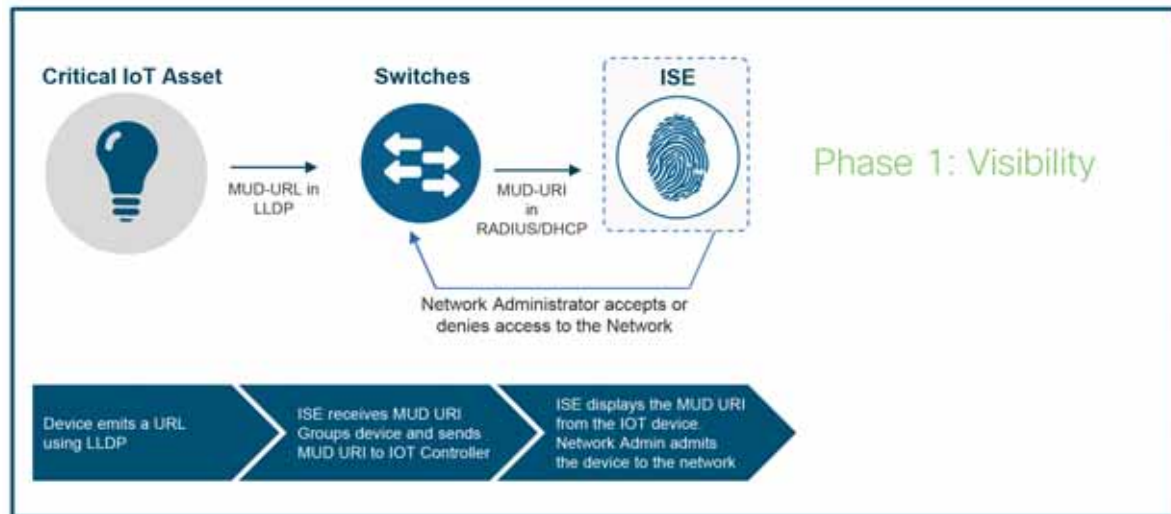 Critical IoT Asset
Switches
ISE
MUD-URL in
LLDP
MUD-URI
in
RADIUS/DHCP
Phase 1: Visibility
Network Administrator accepts or
denies access to the Network
Device emits a URL
using LLDP
ISE receives MUD URI
Groups device and sends
MUD URI to IOT Controller
ISE displays the MUD URI
from the IOT device.
Network Admin admits
the device to the network